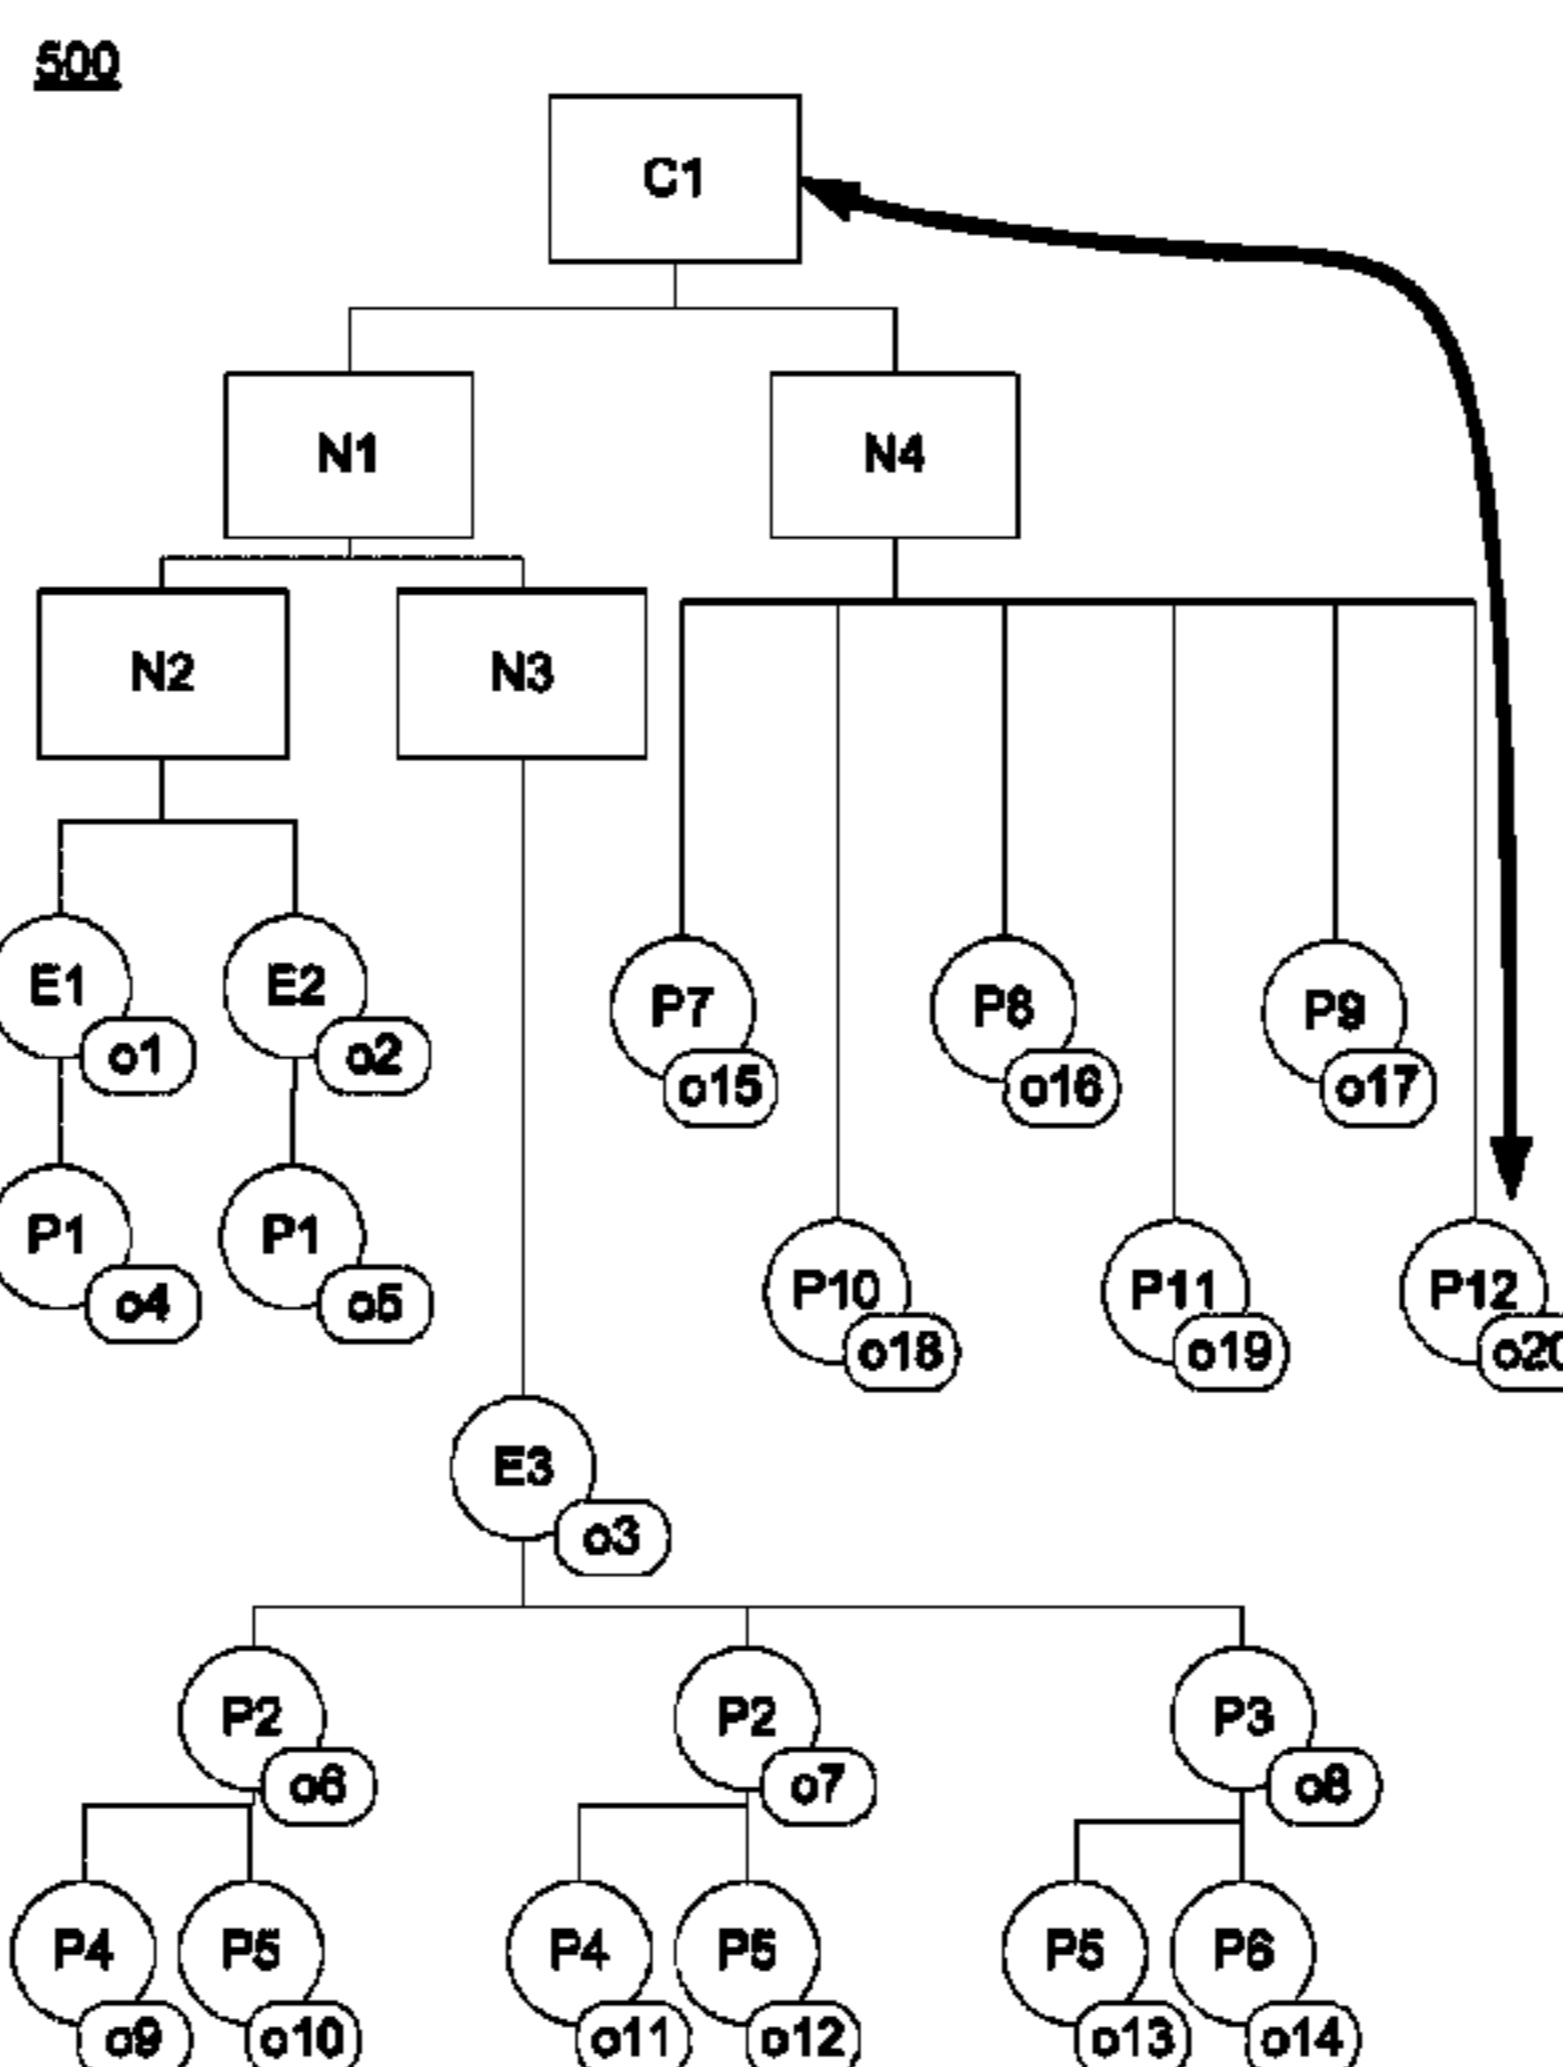 500
C1
N1 N4
N2 N3
E1 E2 P7 P8 P9
o1 o2 o15 o16 o17
P1 P1 P10 P11 P12
o4 o5 o18 o19 o20
E3
o3
P2 P2 P3
o6 o7 o8
P4 P5 P4 P5 P5 P6
o9 o10 o11 o12 o13 o14